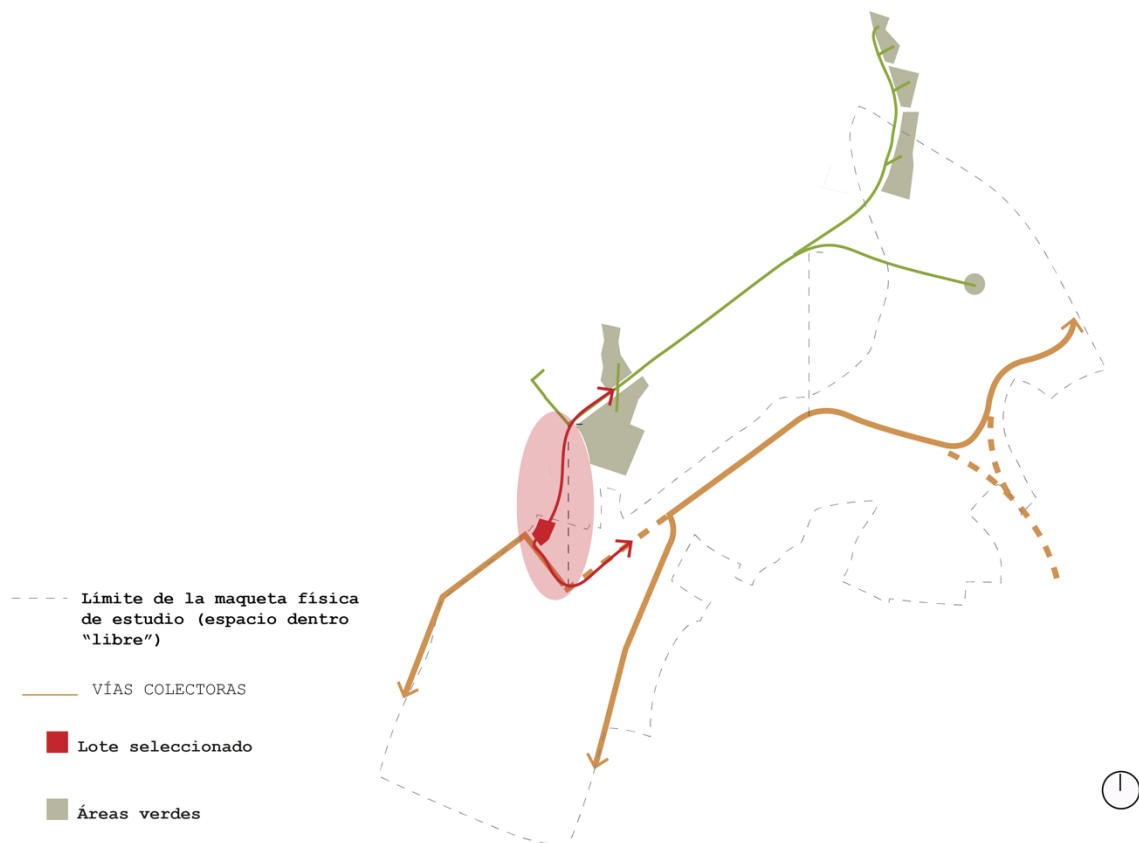 Límite de la maqueta física
de estudio (espacio dentro
“libre”)
VÍAS COLECTORAS
Lote seleccionado
Áreas verdes